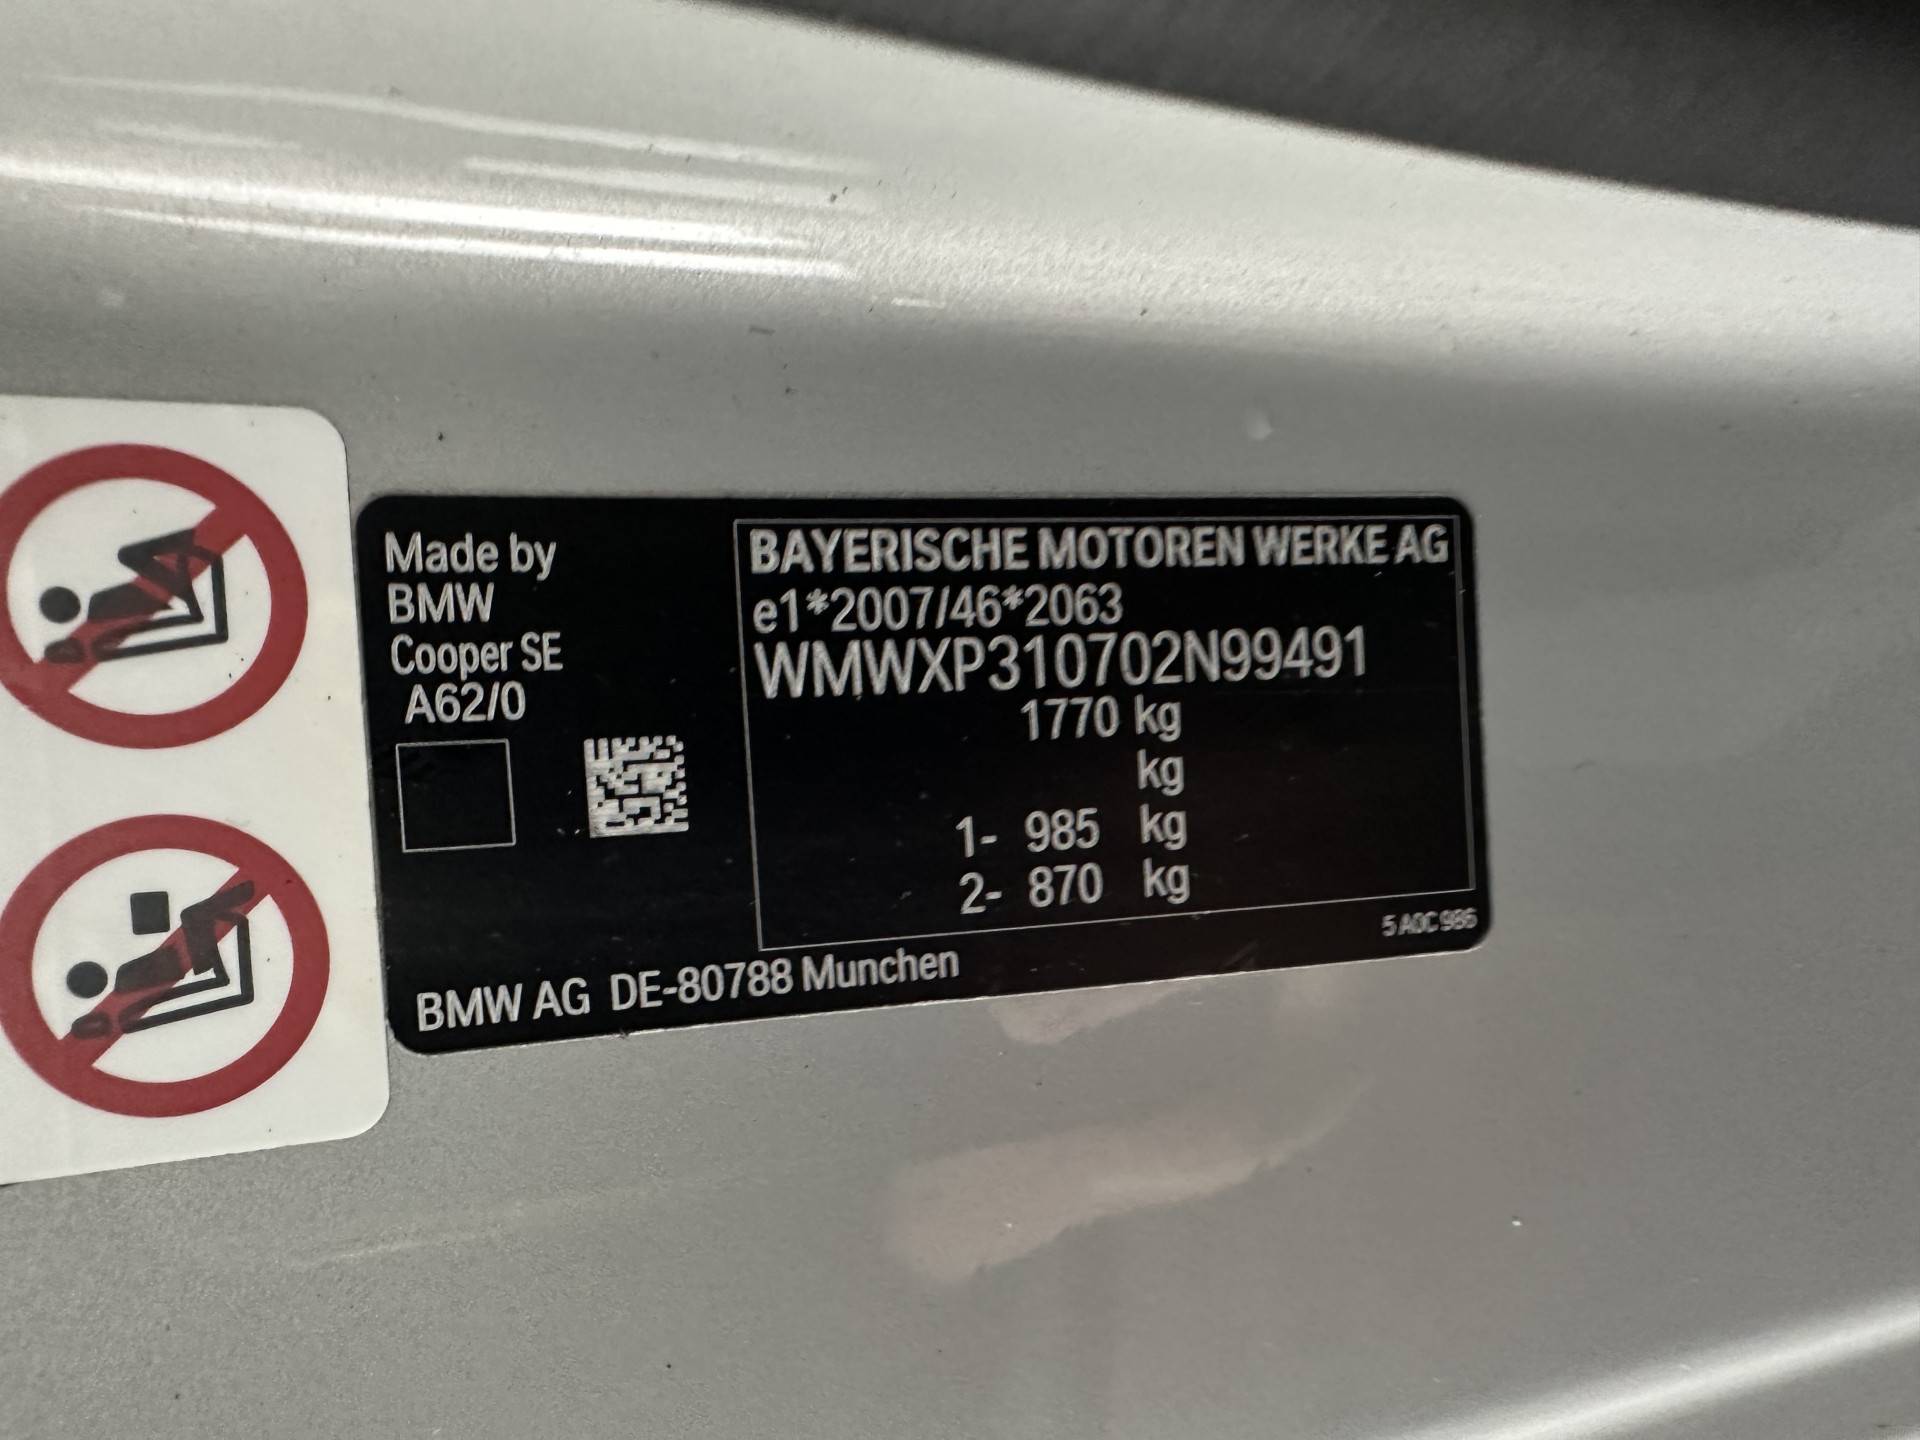 Made by
BMW
Cooper SE
A62/0
BAYERISCHE MOTOREN WERKE AG
e1*2007/46*2063
WMWXP310702N99491
1770 kg
kg
1- 985 kg
2- 870 kg
5 A0C 986
BMW AG DE-80788 Munchen